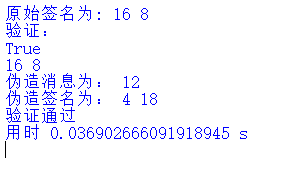 原始签名为: 16 8
验证:
True
16 8
伪造消息为: 12
伪造签名为: 4 18
验证通过
用时 0.036902666091918945 s